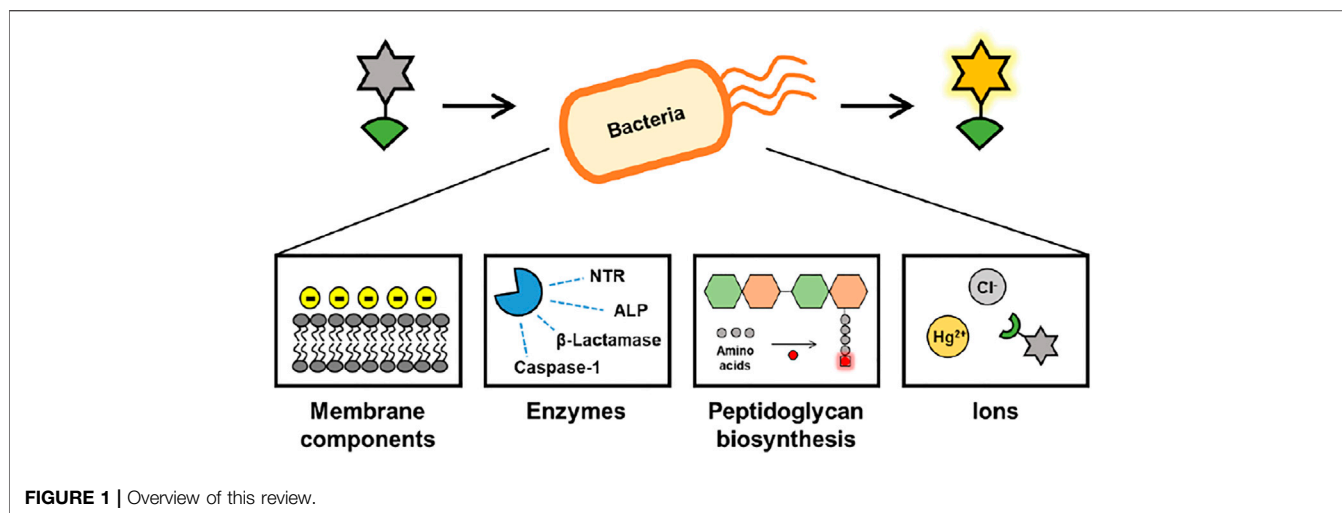 Bacteria
NTR
ALP
β-Lactamase
Caspase-1
Amino
acids
Cl-
Hg2+
Membrane
components
Enzymes
Peptidoglycan
biosynthesis
Ions
FIGURE 1 | Overview of this review.